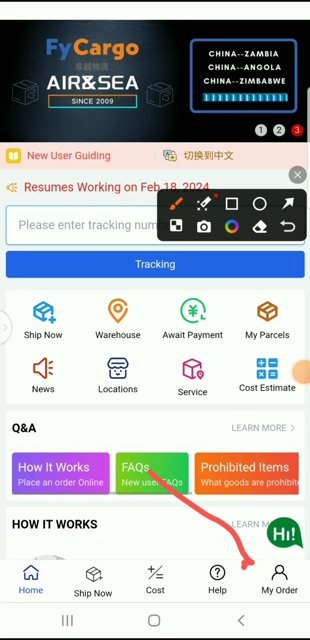 FyCargo
非越物流
AIR&SEA
SINCE 2009
CHINA--ZAMBIA
CHINA--ANGOLA
CHINA--ZIMBABWE
1 2 3
New User Guiding
切换到中文
Resumes Working on Feb 18, 2024
Please enter tracking numbe
Tracking
Ship Now
Warehouse
Await Payment
My Parcels
News
Locations
Service
Cost Estimate
Q&A
LEARN MORE
How It Works
Place an order Online
FAQs
New user FAQs
Prohibited Items
What goods are prohibite
HOW IT WORKS
LEARN M
Hi!
Home
Ship Now
Cost
Help
My Order